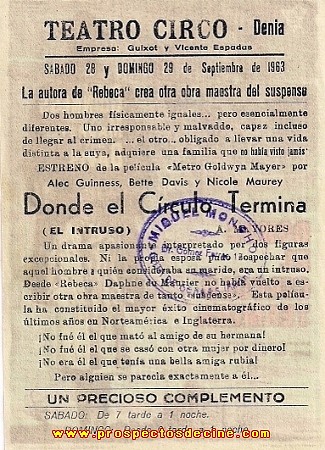 TEATRO CIRCO - Denia
Empresa: Guixot y Vicente Espadas
SABADO 28 y DOMINGO 29 de Septiembre de 1963
La autora de "Rebeca" crea otra obra maestra del suspense
Dos hombres físicamente iguales... pero esencialmente
diferentes. Uno irresponsable y malvado, capaz incluso
de llegar al crimen. ... el otro, obligado a llevar una vida
distinta a la suya, adquiere una familia que no había visto jamás
ESTRENO de la película «Metro Goldwyn Mayer» por
Alec Guinness, Bette Davis y Nicole Maurey
Donde el Círculo Termina
(EL INTRUSO) A. MAYORES
Un drama apasionante interpretado por dos figuras
excepcionales. Ni la propia esposa pudo sospechar que
aquel hombre a quien consideraba su marido, era un intruso.
Desde «Rebeca» Daphne du Maurier no había vuelto a es-
cribir otra obra maestra de tanto «suspense». Esta pelícu-
la ha constituido el mayor éxito cinematográfico de los
últimos años en Norteamérica e Inglaterra.
¡No fué él el que mató al amigo de su hermana!
¡No fué él el que se casó con otra mujer por dinero!
¡No era él el que tenía una bella amiga rubia!
Pero alguien se parecía exactamente a él...
UN PRECIOSO COMPLEMENTO
SABADO: De 7 tarde a 1 noche.
DOMINGO: tarde a noche.
www.prospectosdecine.com